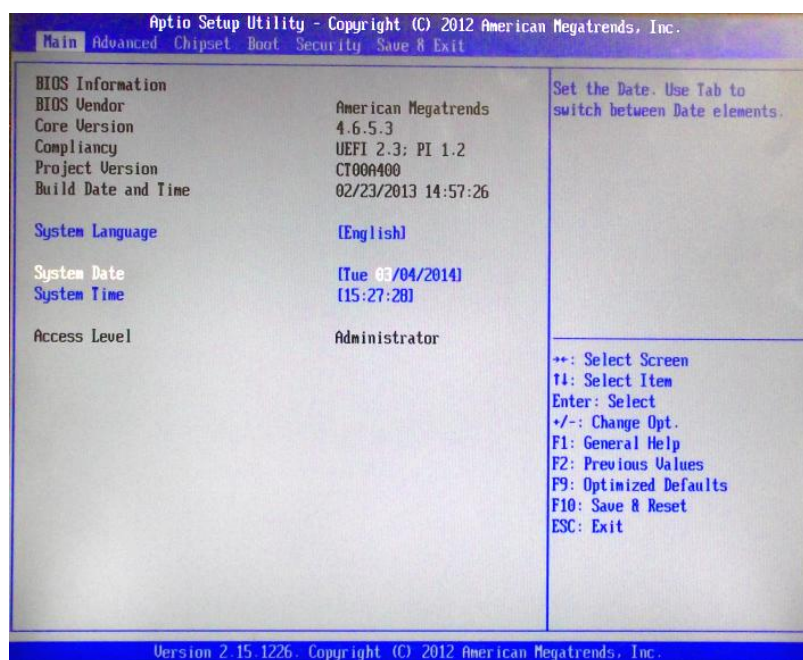 Aptio Setup Utility - Copyright (C) 2012 American Megatrends, Inc.
Main Advanced Chipset Boot Security Save & Exit
BIOS Information
BIOS Vendor American Megatrends
Core Version 4.6.5.3
Compliancy UEFI 2.3; PI 1.2
Project Version CT00A400
Build Date and Time 02/23/2013 14:57:26
System Language [English]
System Date [Tue 03/04/2014]
System Time [15:27:28]
Access Level Administrator
Set the Date. Use Tab to
switch between Date elements.
→←: Select Screen
↑↓: Select Item
Enter: Select
+/-: Change Opt.
F1: General Help
F2: Previous Values
F9: Optimized Defaults
F10: Save & Reset
ESC: Exit
Version 2.15.1226. Copyright (C) 2012 American Megatrends, Inc.